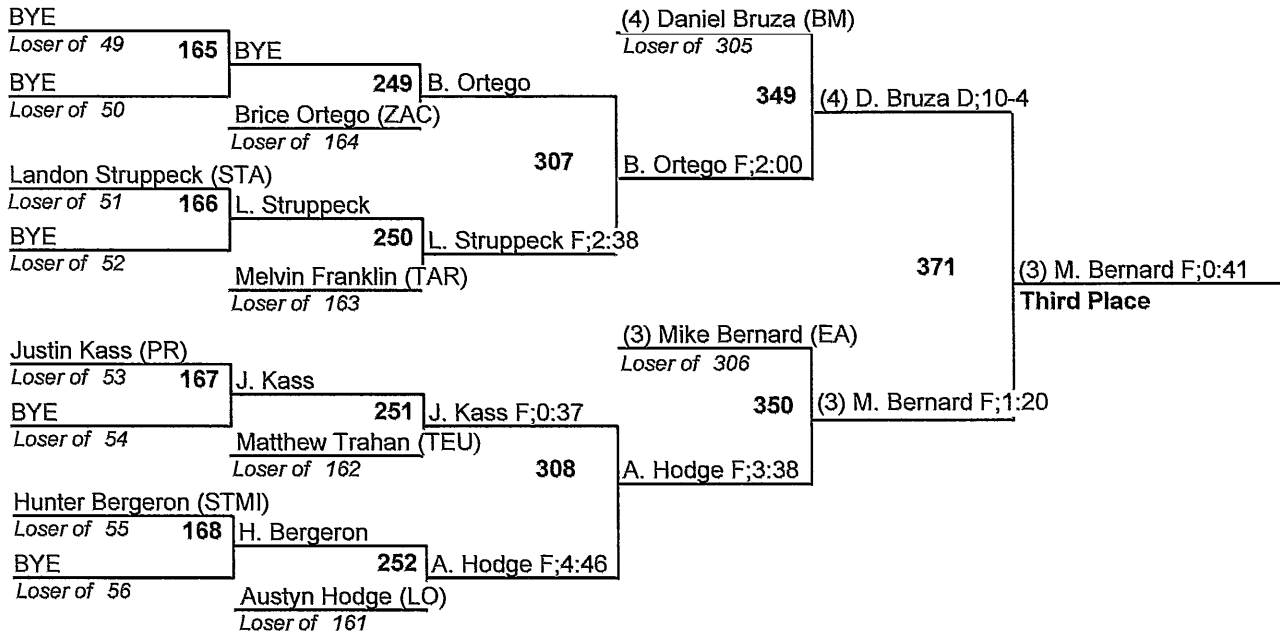 BYE
Loser of 49
165
BYE
BYE
Loser of 50
249
B. Ortego
Brice Ortego (ZAC)
Loser of 164
Landon Struppeck (STA)
Loser of 51
166
L. Struppeck
BYE
Loser of 52
250
L. Struppeck F;2:38
Melvin Franklin (TAR)
Loser of 163
307
(4) Daniel Bruza (BM)
Loser of 305
349
(4) D. Bruza D;10-4
B. Ortego F;2:00
371
(3) M. Bernard F;0:41
Third Place
Justin Kass (PR)
Loser of 53
167
J. Kass
BYE
Loser of 54
251
J. Kass F;0:37
Matthew Trahan (TEU)
Loser of 162
308
(3) Mike Bernard (EA)
Loser of 306
350
(3) M. Bernard F;1:20
A. Hodge F;3:38
Hunter Bergeron (STMI)
Loser of 55
168
H. Bergeron
BYE
Loser of 56
252
A. Hodge F;4:46
Austyn Hodge (LO)
Loser of 161